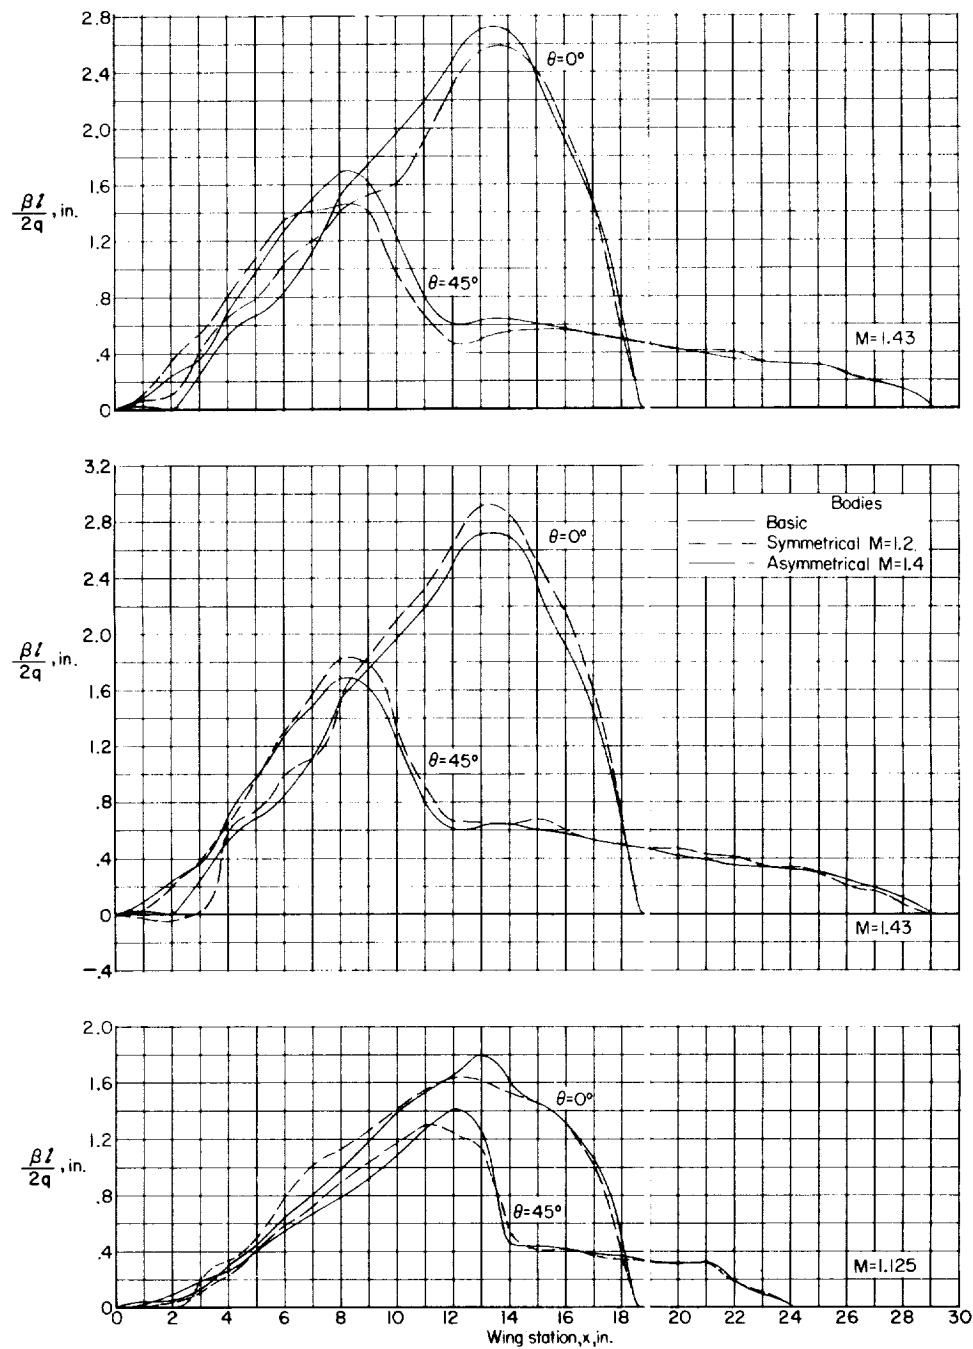 2.8
2.4
2.0
1.6
βl/2q, in.
1.2
.8
.4
0
θ=0°
θ=45°
M=1.43
3.2
2.8
2.4
2.0
βl/2q, in.
1.6
1.2
.8
.4
0
-.4
θ=0°
θ=45°
Bodies
Basic
Symmetrical M=1.2
Asymmetrical M=1.4
M=1.43
2.0
1.6
1.2
βl/2q, in.
.8
.4
0
θ=0°
θ=45°
M=1.125
0 2 4 6 8 10 12 14 16 18 20 22 24 26 28 30
Wing station, x, in.